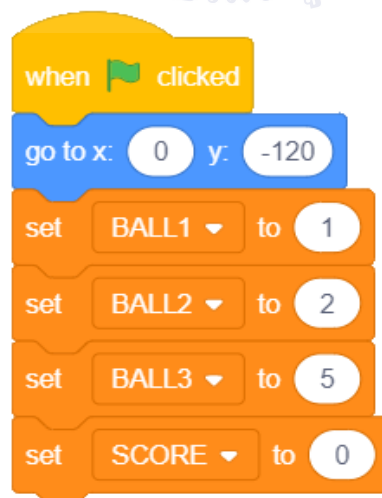 when clicked
go to x: 0 y: -120
set BALL1 to 1
set BALL2 to 2
set BALL3 to 5
set SCORE to 0